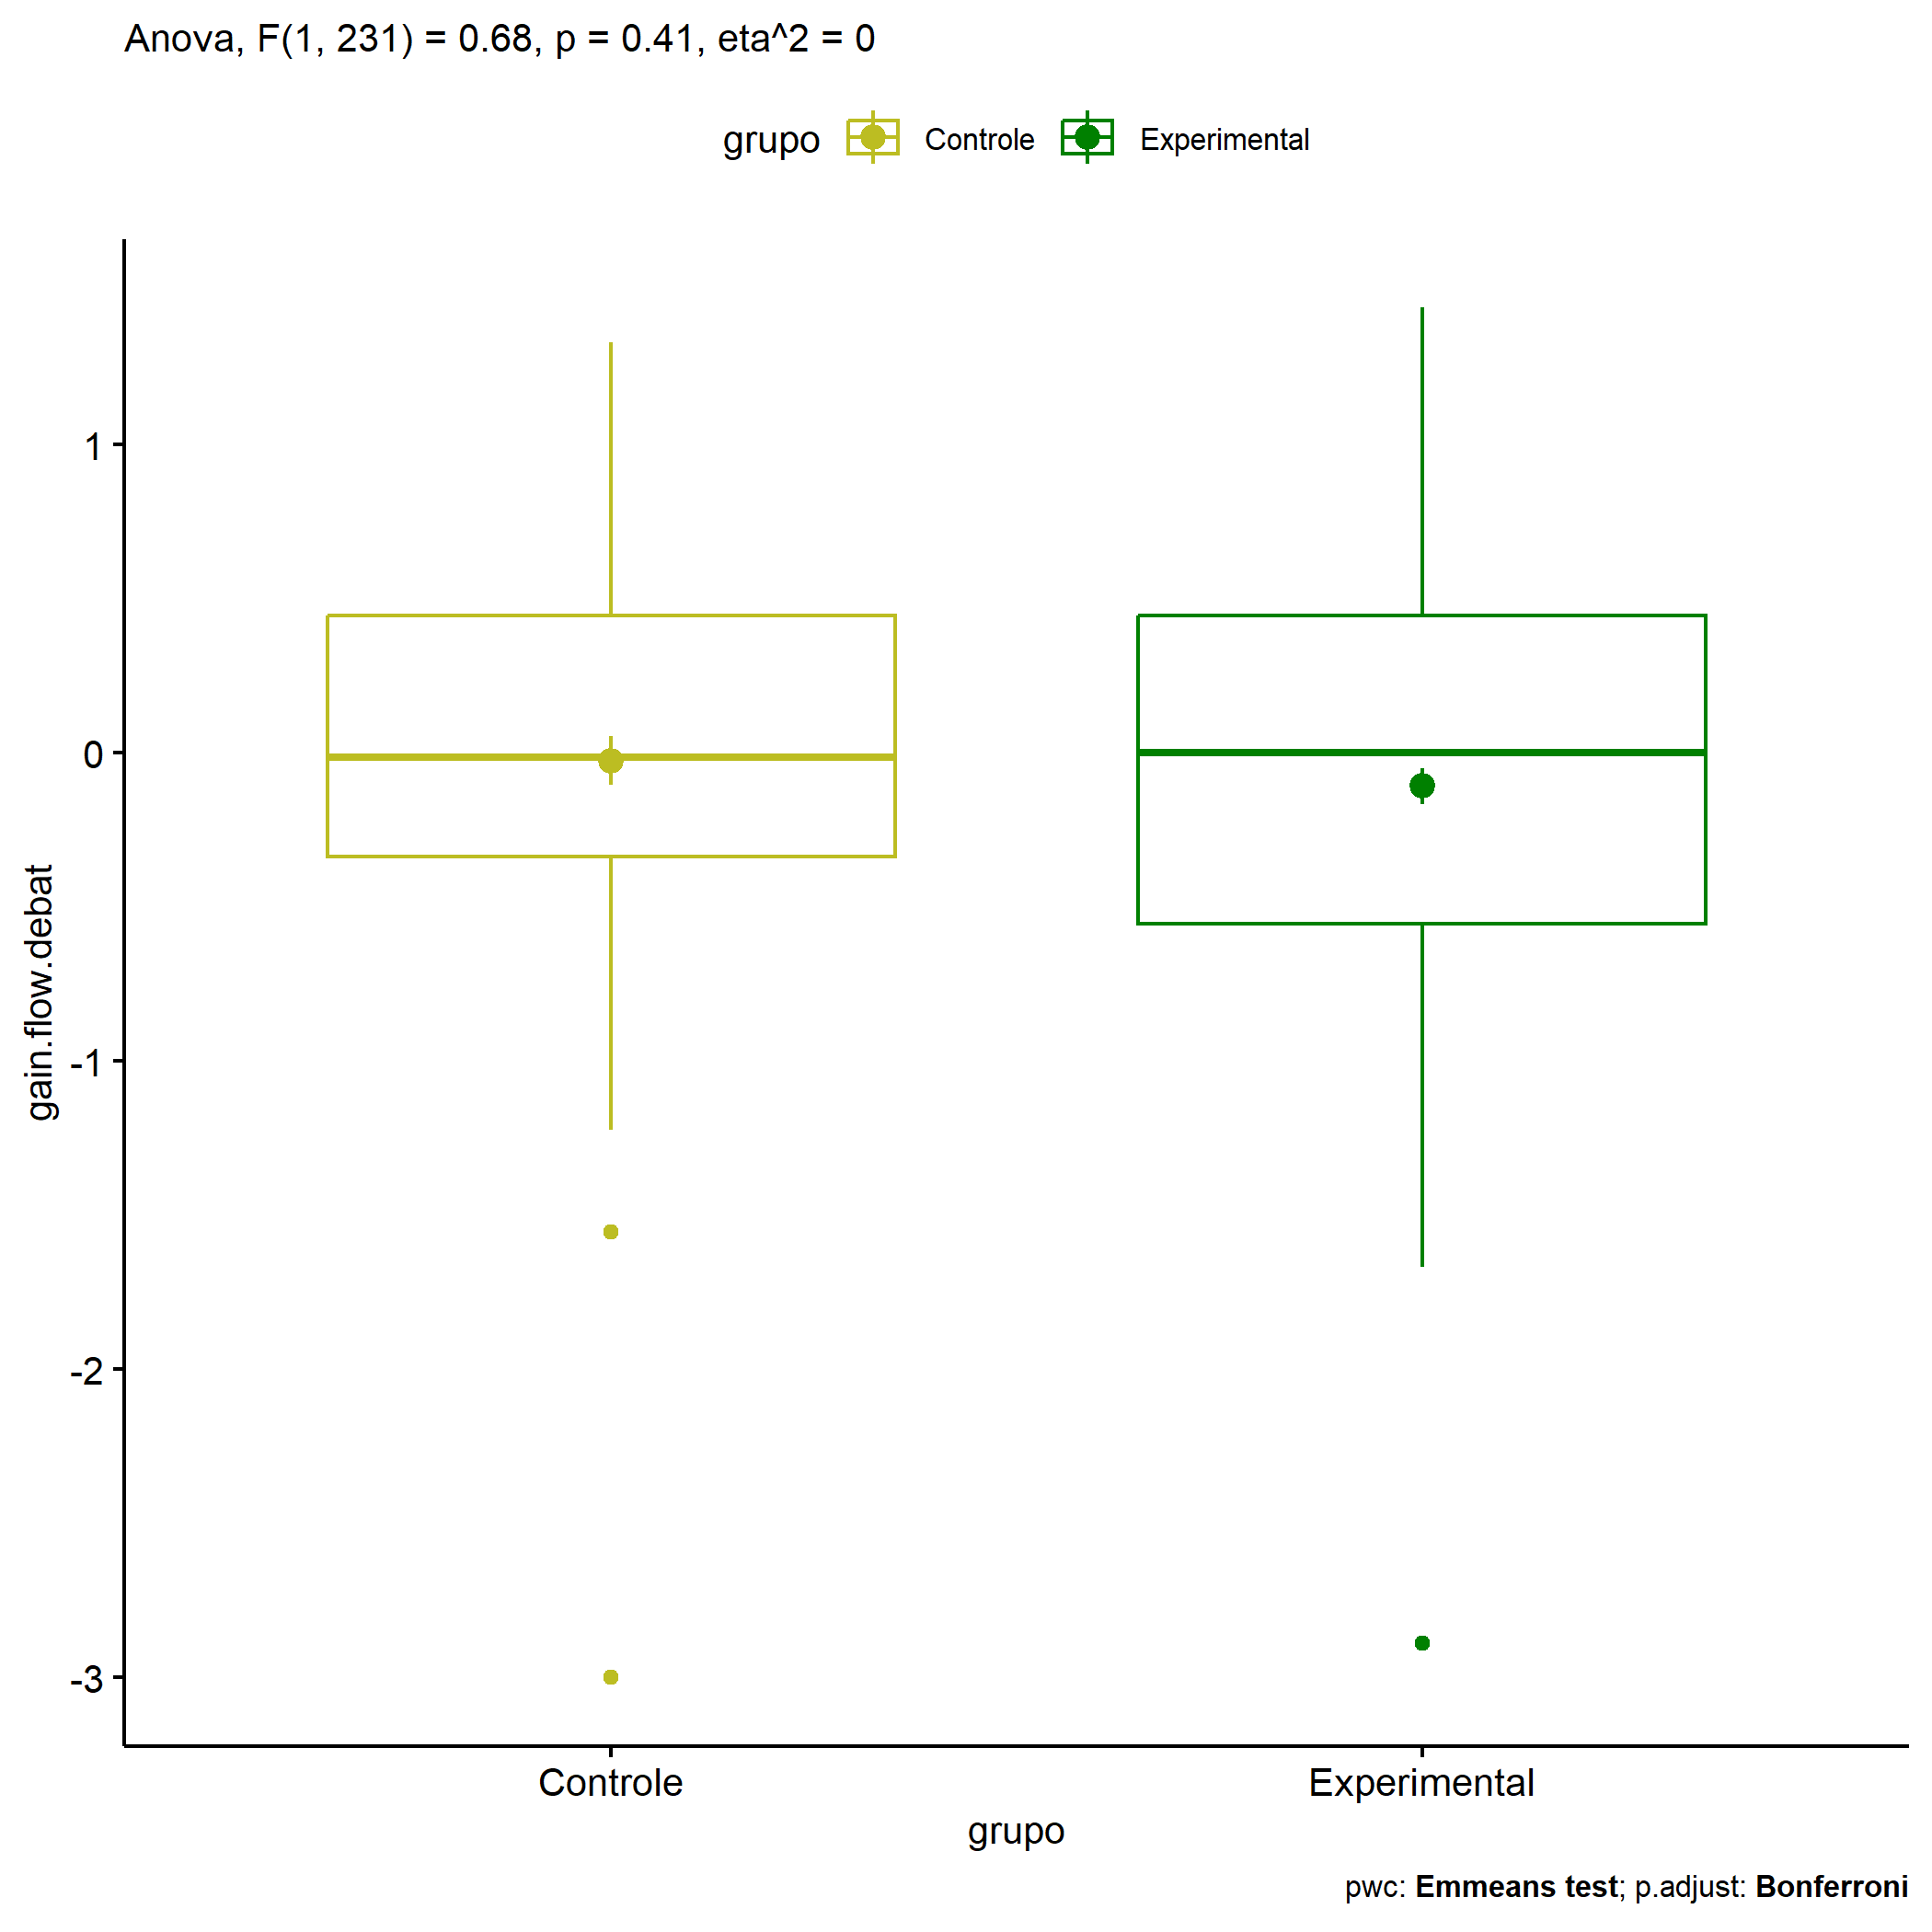 Anova, F(1, 231) = 0.68, p = 0.41, eta^2 = 0
grupo Controle Experimental
gain.flow.debat
1
0
-1
-2
-3
Controle Experimental
grupo
pwc: Emmeans test; p.adjust: Bonferroni